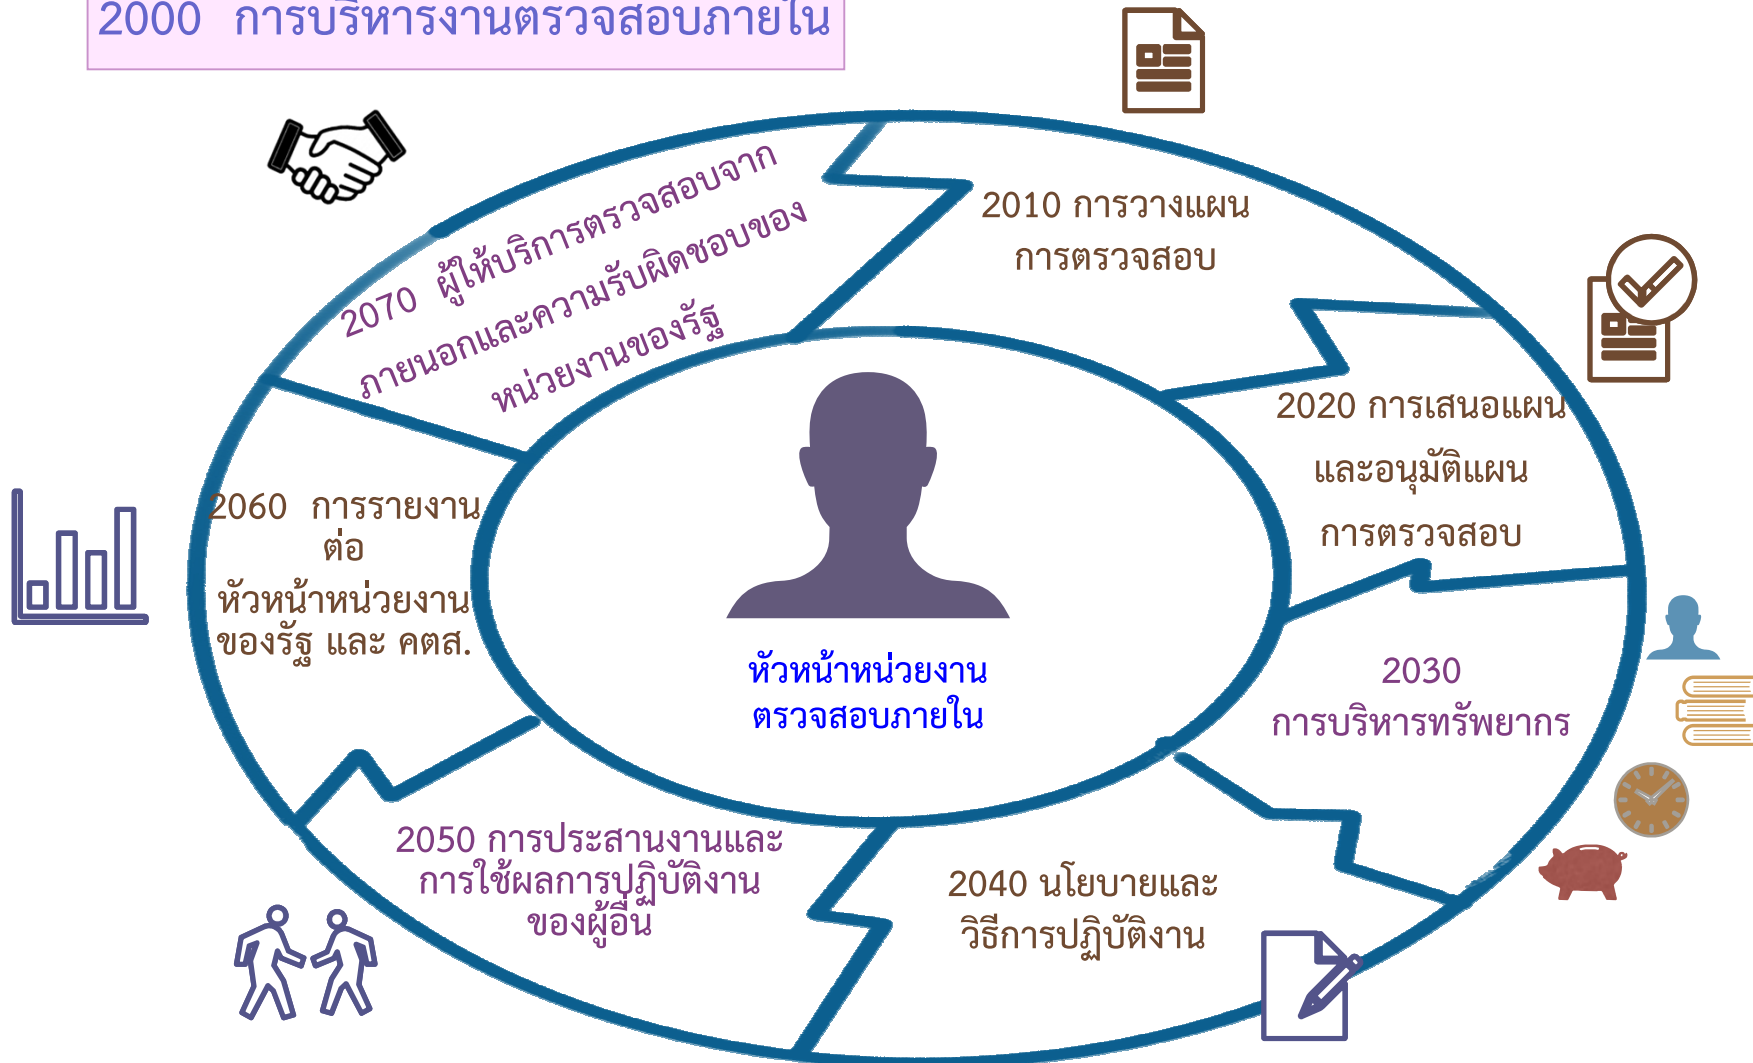 2000 การบริหารงานตรวจสอบภายใน
2010 การวางแผน
การตรวจสอบ
2020 การเสนอแผน
และอนุมัติแผน
การตรวจสอบ
2030
การบริหารทรัพยากร
2040 นโยบายและ
วิธีการปฏิบัติงาน
2050 การประสานงานและ
การใช้ผลการปฏิบัติงาน
ของผู้อื่น
2060 การรายงาน
ต่อ
หัวหน้าหน่วยงาน
ของรัฐ และ คตส.
2070 ผู้ให้บริการตรวจสอบจาก
ภายนอกและความรับผิดชอบของ
หน่วยงานของรัฐ
หัวหน้าหน่วยงาน
ตรวจสอบภายใน